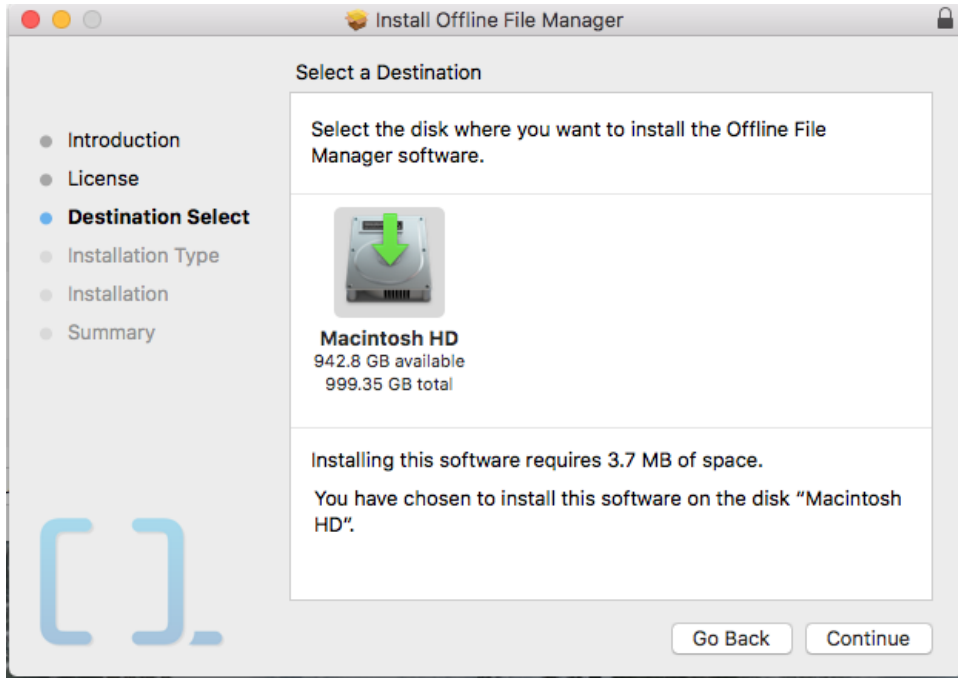 Install Offline File Manager
Select a Destination
Introduction
License
Destination Select
Installation Type
Installation
Summary
Select the disk where you want to install the Offline File
Manager software.
Macintosh HD
942.8 GB available
999.35 GB total
Installing this software requires 3.7 MB of space.
You have chosen to install this software on the disk “Macintosh
HD”.
Go Back
Continue